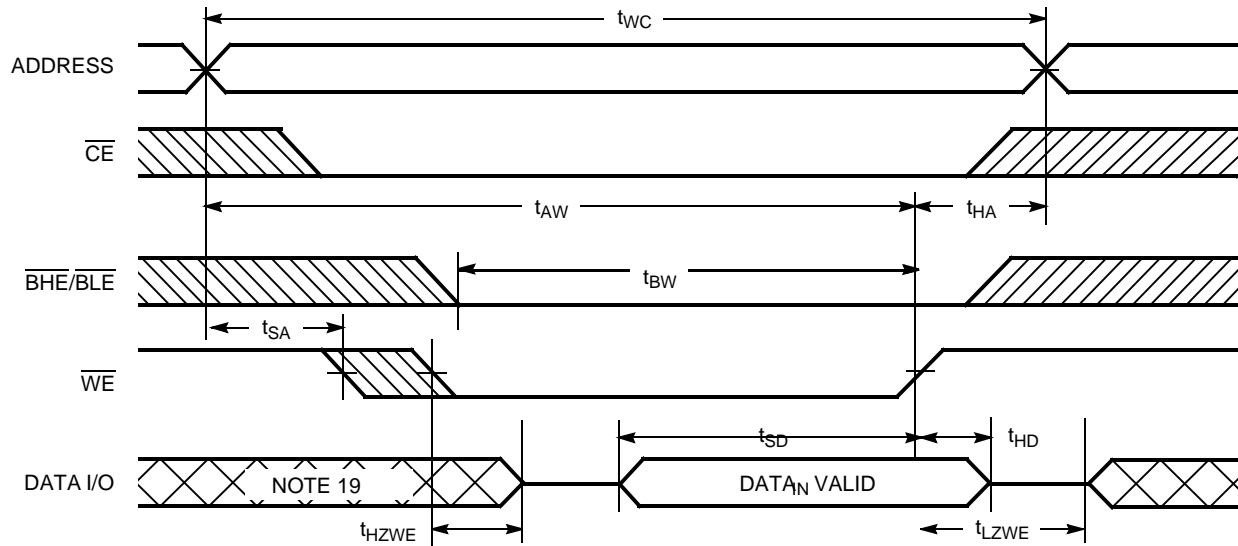 tWC
ADDRESS
CE
tAW
tHA
BHE/BLE
tBW
tSA
WE
tSD
tHD
DATA I/O
NOTE 19
DATAIN VALID
tHZWE
tLZWE